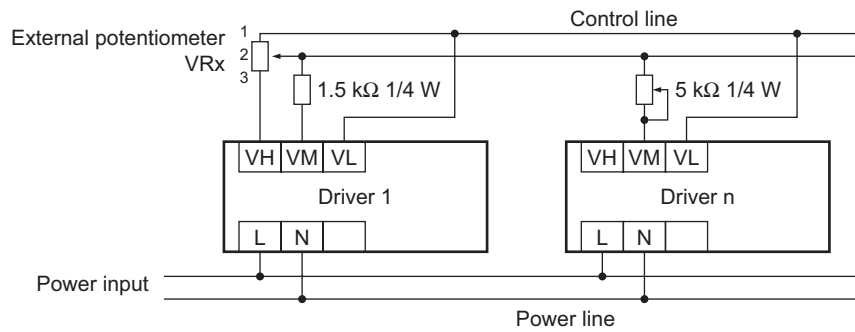 Control line
External potentiometer
VRx
1
2
3
1.5 kΩ 1/4 W
5 kΩ 1/4 W
VH VM VL
VH VM VL
Driver 1
Driver n
L N
L N
Power input
Power line